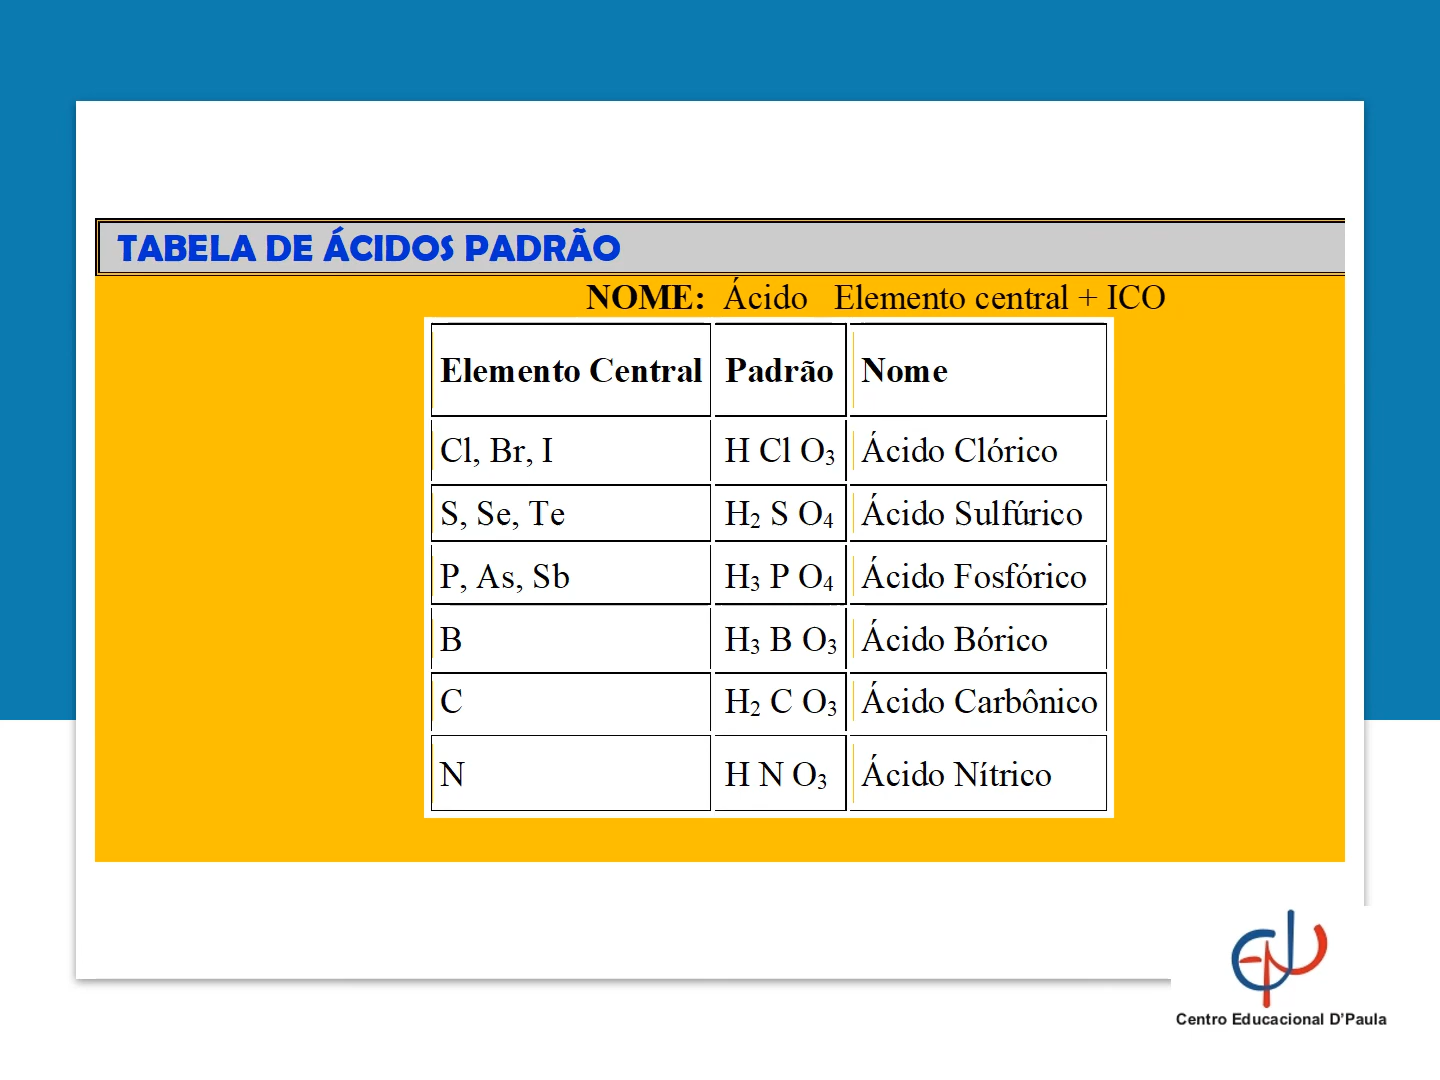 TABELA DE ÁCIDOS PADRÃO
NOME: Ácido Elemento central + ICO
Elemento Central Padrão Nome
Cl, Br, I H Cl O₃ Ácido Clórico
S, Se, Te H₂ S O₄ Ácido Sulfúrico
P, As, Sb H₃ P O₄ Ácido Fosfórico
B H₃ B O₃ Ácido Bórico
C H₂ C O₃ Ácido Carbônico
N H N O₃ Ácido Nítrico
Centro Educacional D'Paula